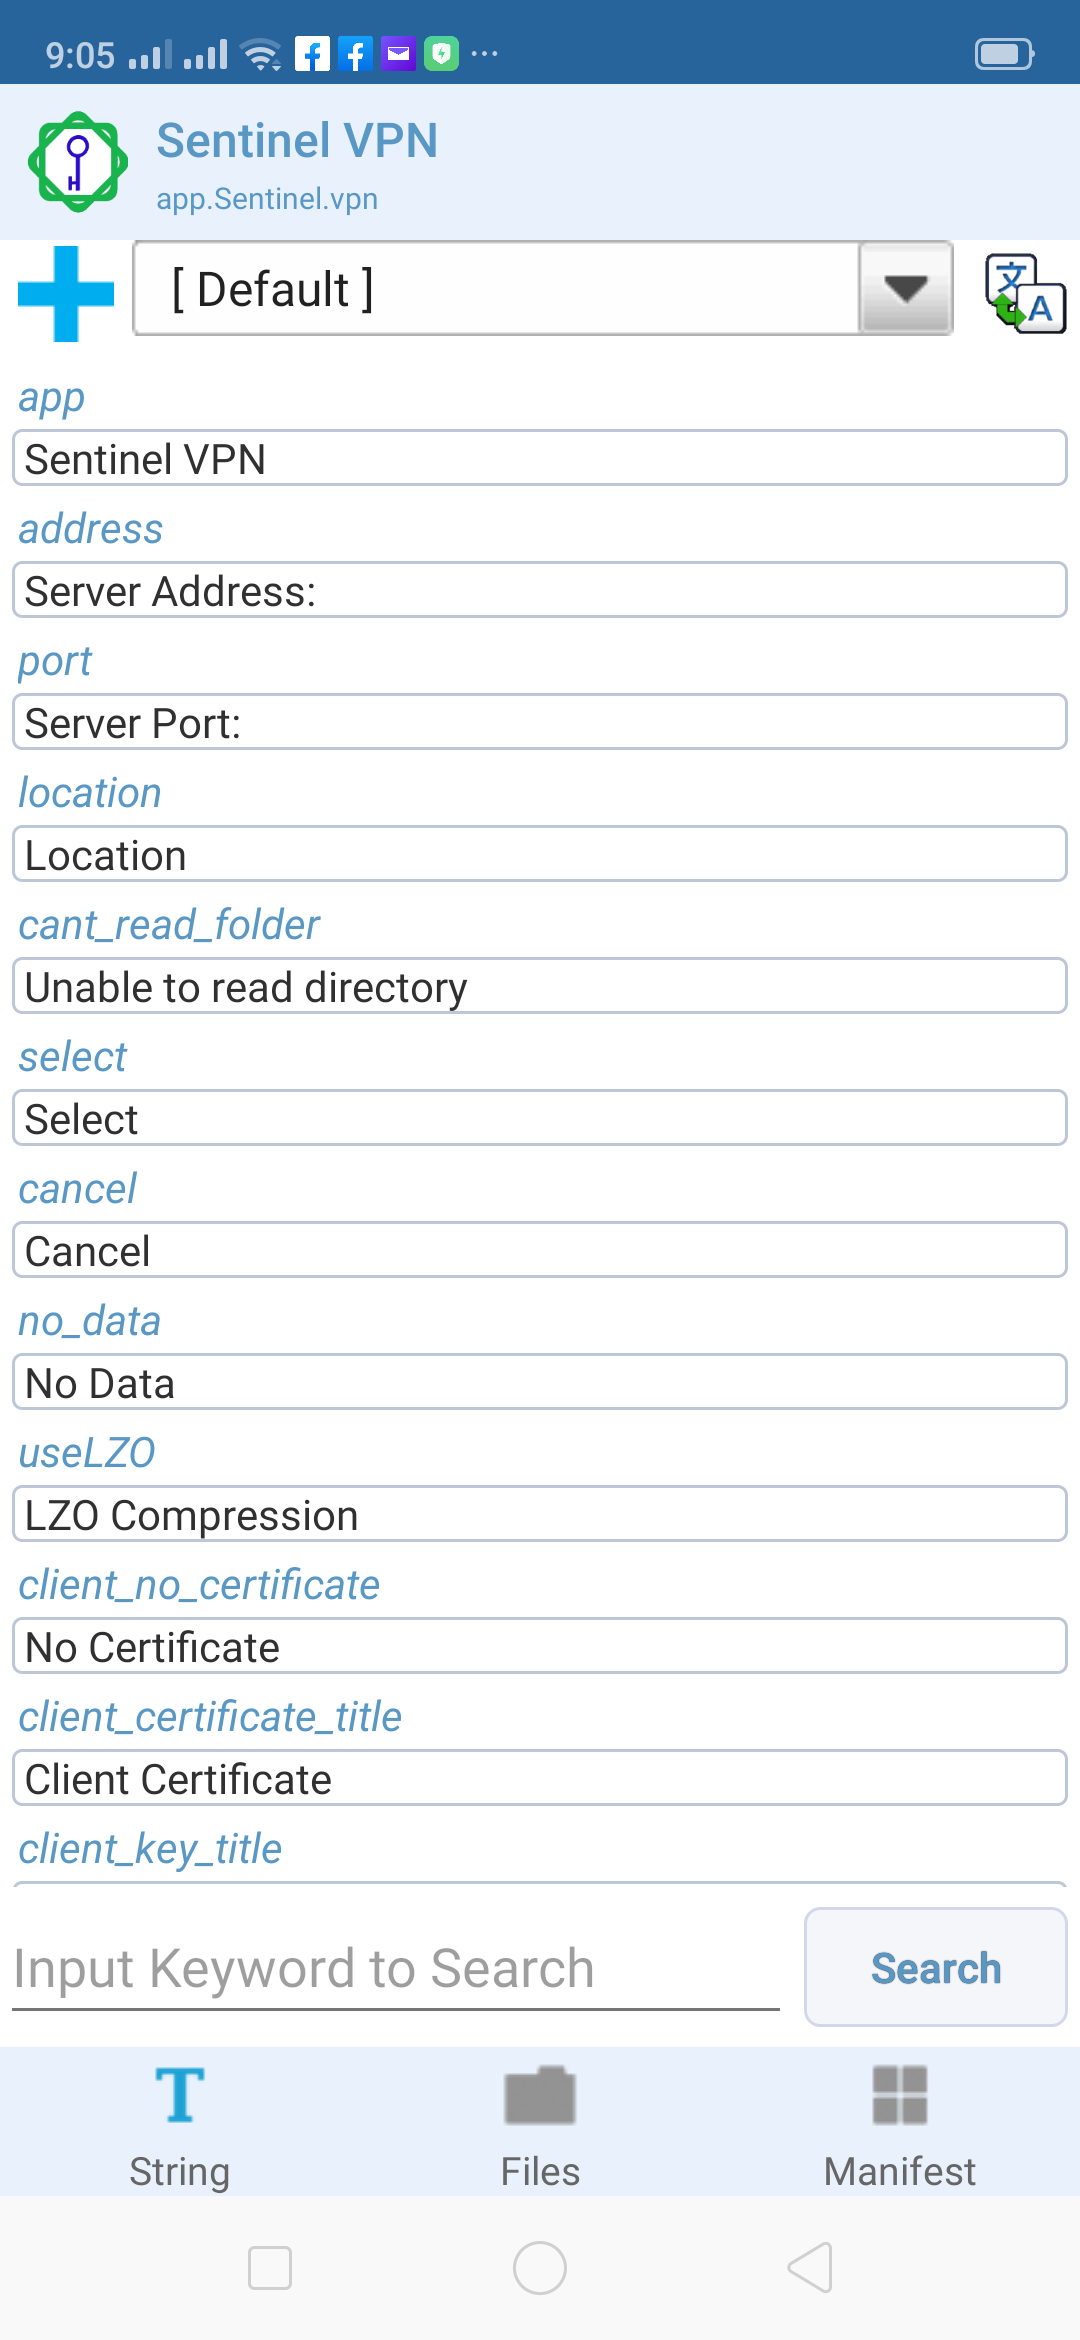 9:05
Sentinel VPN
app.Sentinel.vpn
[ Default ]
文
A
app
Sentinel VPN
address
Server Address:
port
Server Port:
location
Location
cant_read_folder
Unable to read directory
select
Select
cancel
Cancel
no_data
No Data
useLZO
LZO Compression
client_no_certificate
No Certificate
client_certificate_title
Client Certificate
client_key_title
Input Keyword to Search
Search
String
Files
Manifest